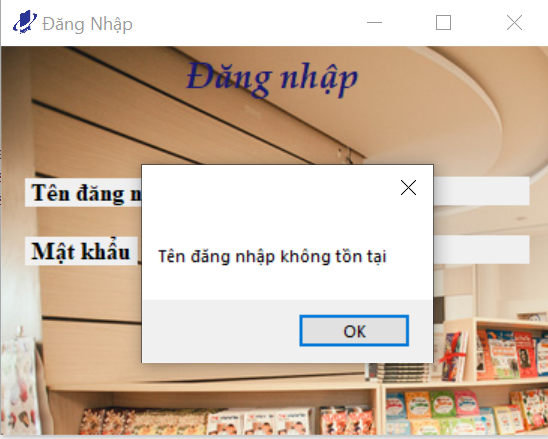 Đăng Nhập
Đăng nhập
Tên đăng n
Mật khẩu
Tên đăng nhập không tồn tại
OK